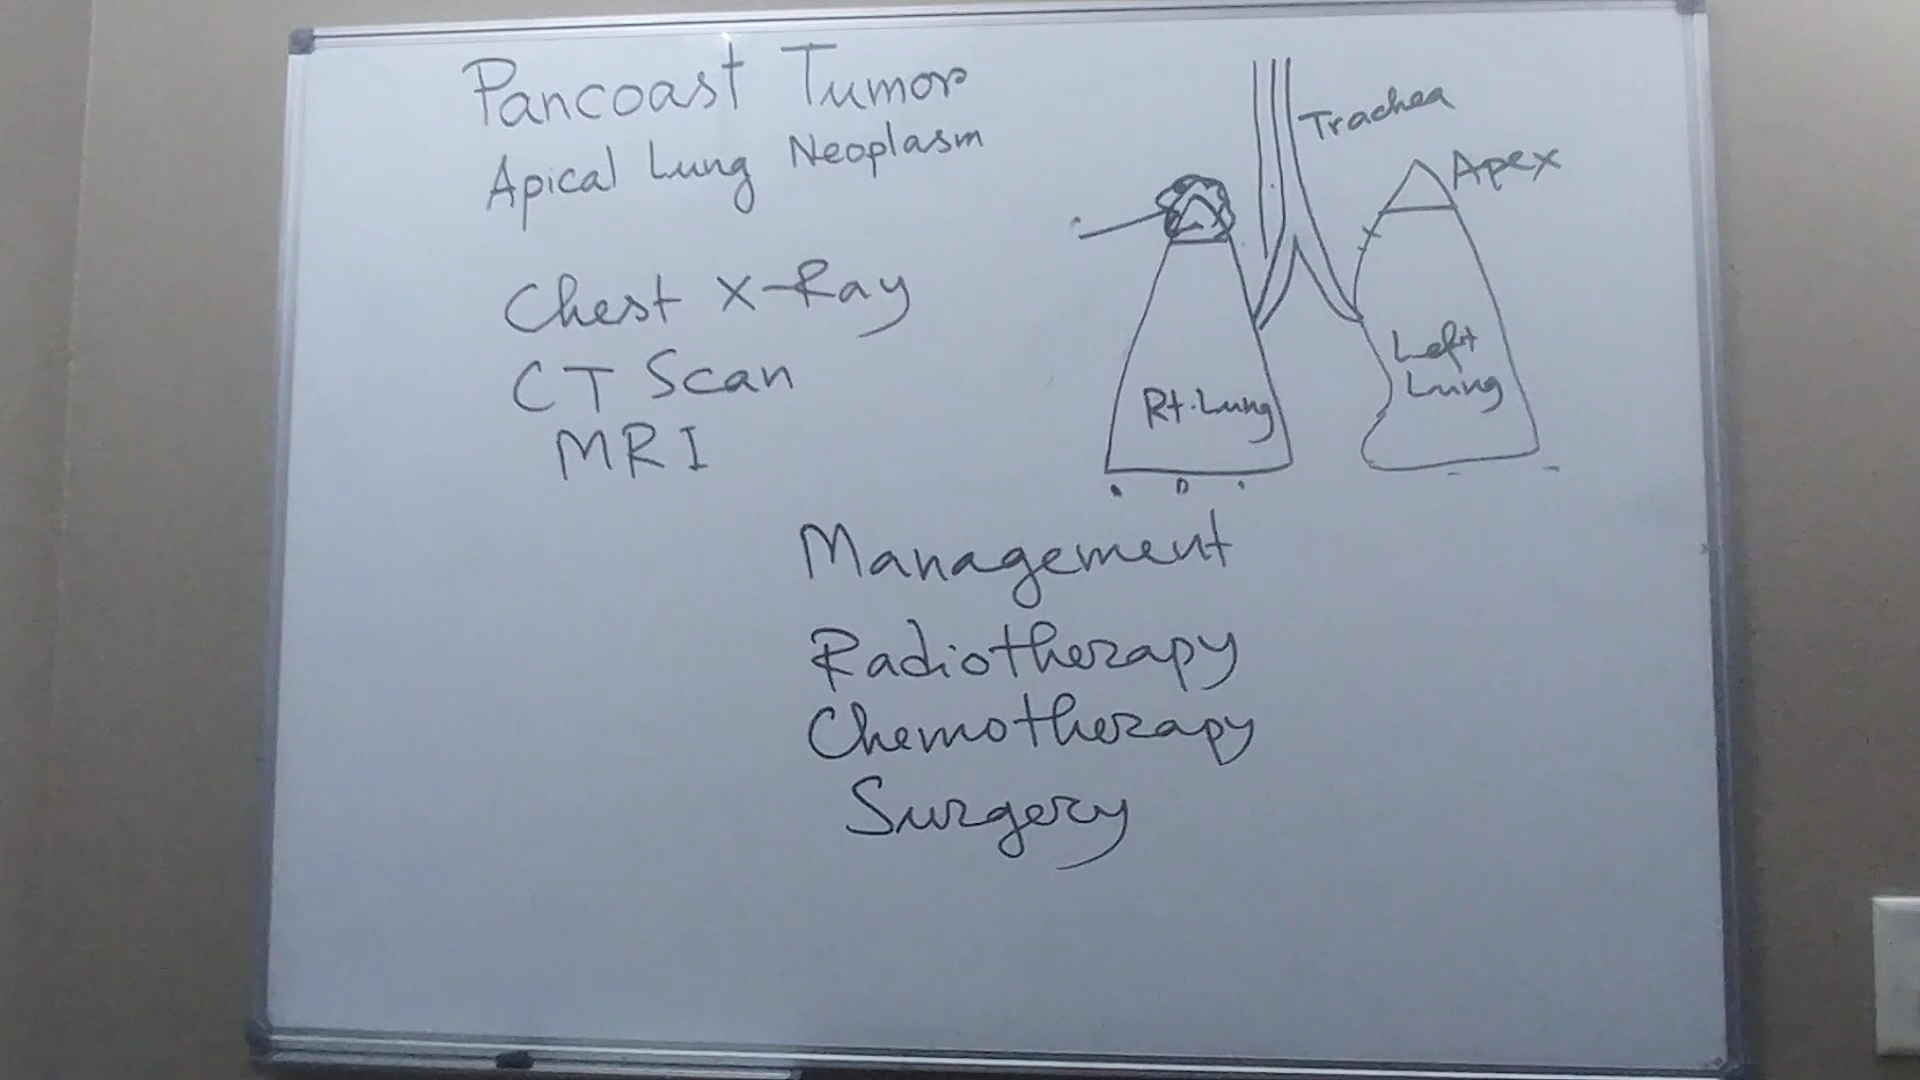 Pancoast Tumor
Apical Lung Neoplasm
Chest X-Ray
CT Scan
MRI
Trachea
Apex
Rt. Lung
Left
Lung
Management
Radiotherapy
Chemotherapy
Surgery